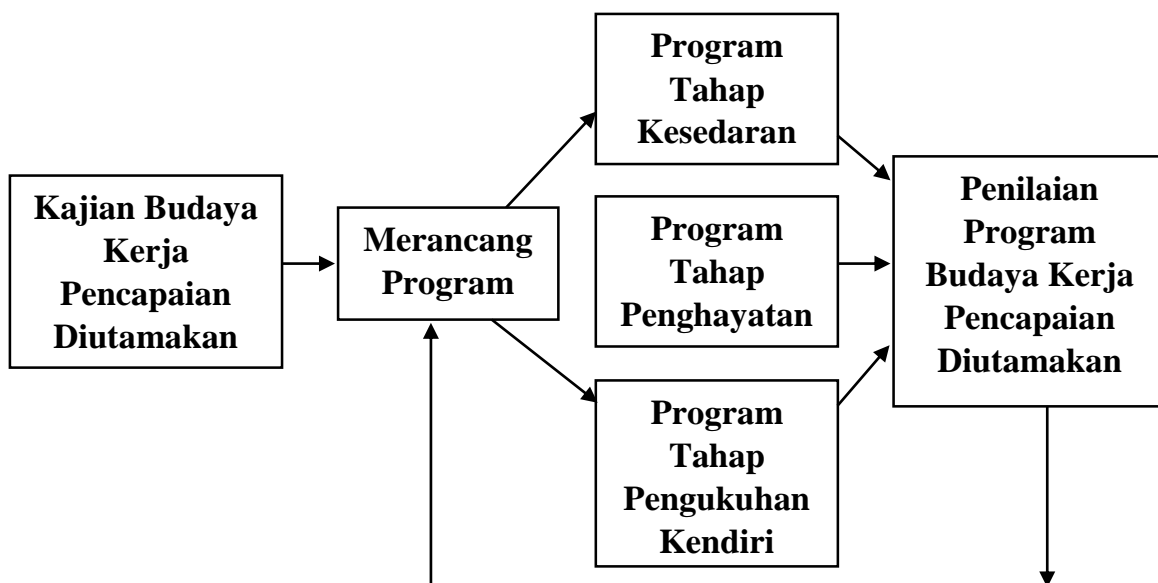 Kajian Budaya
Kerja
Pencapaian
Diutamakan
Merancang
Program
Program
Tahap
Kesedaran
Program
Tahap
Penghayatan
Program
Tahap
Pengukuhan
Kendiri
Penilaian
Program
Budaya Kerja
Pencapaian
Diutamakan